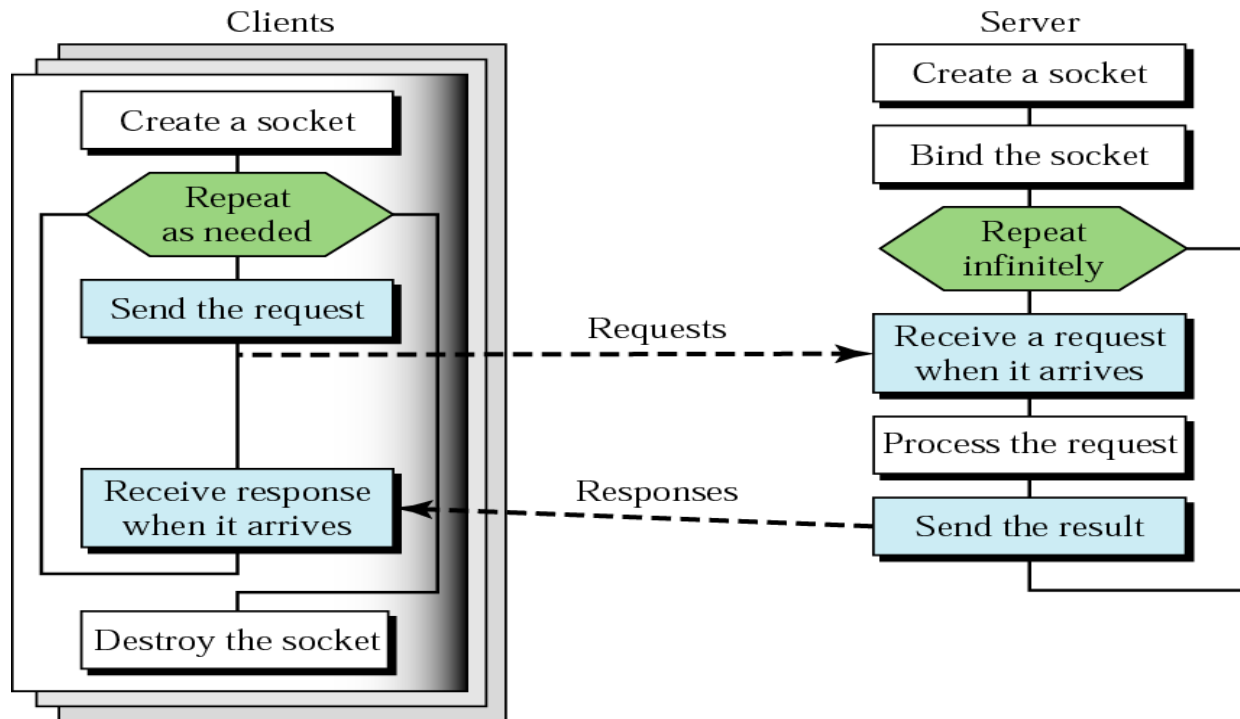 Clients
Create a socket
Repeat
as needed
Send the request
Receive response
when it arrives
Destroy the socket
Requests
Responses
Server
Create a socket
Bind the socket
Repeat
infinitely
Receive a request
when it arrives
Process the request
Send the result